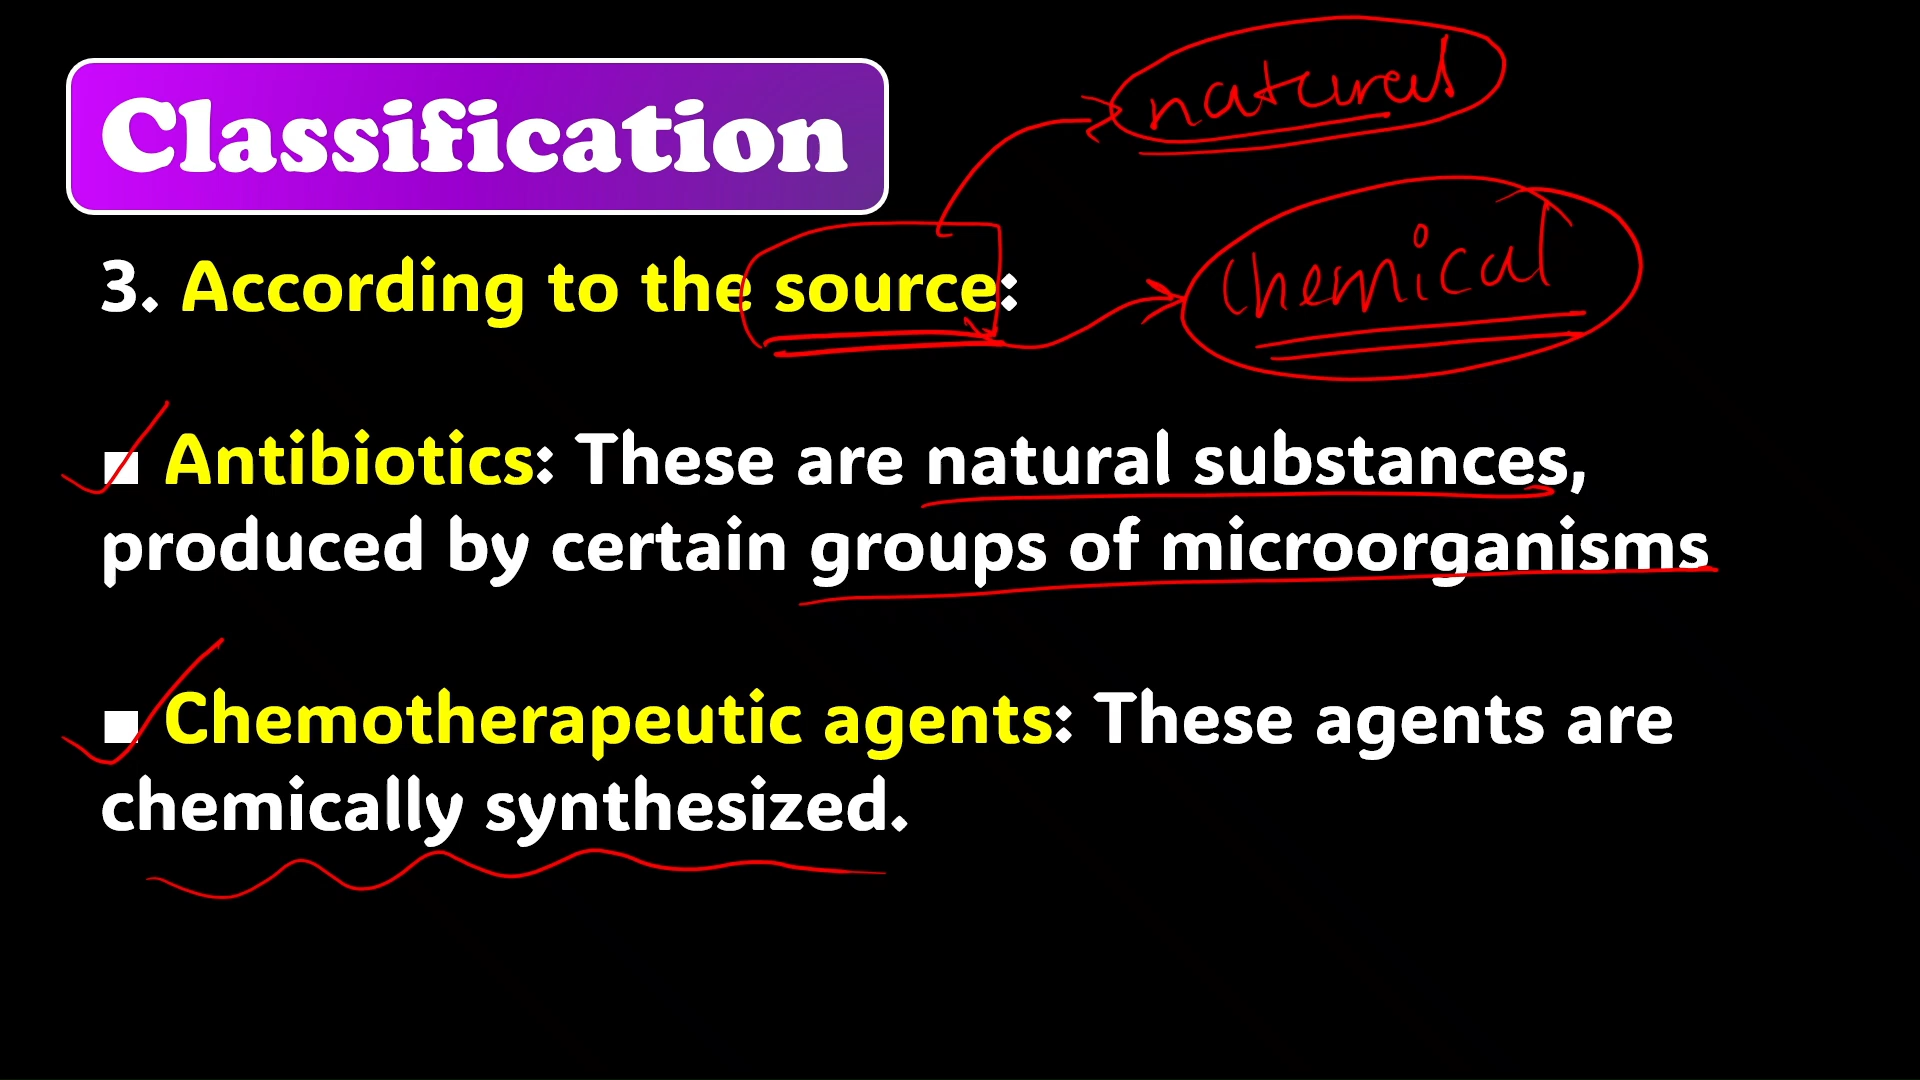 Classification
natural
chemical
3. According to the source:
■ Antibiotics: These are natural substances,
produced by certain groups of microorganisms
■ Chemotherapeutic agents: These agents are
chemically synthesized.